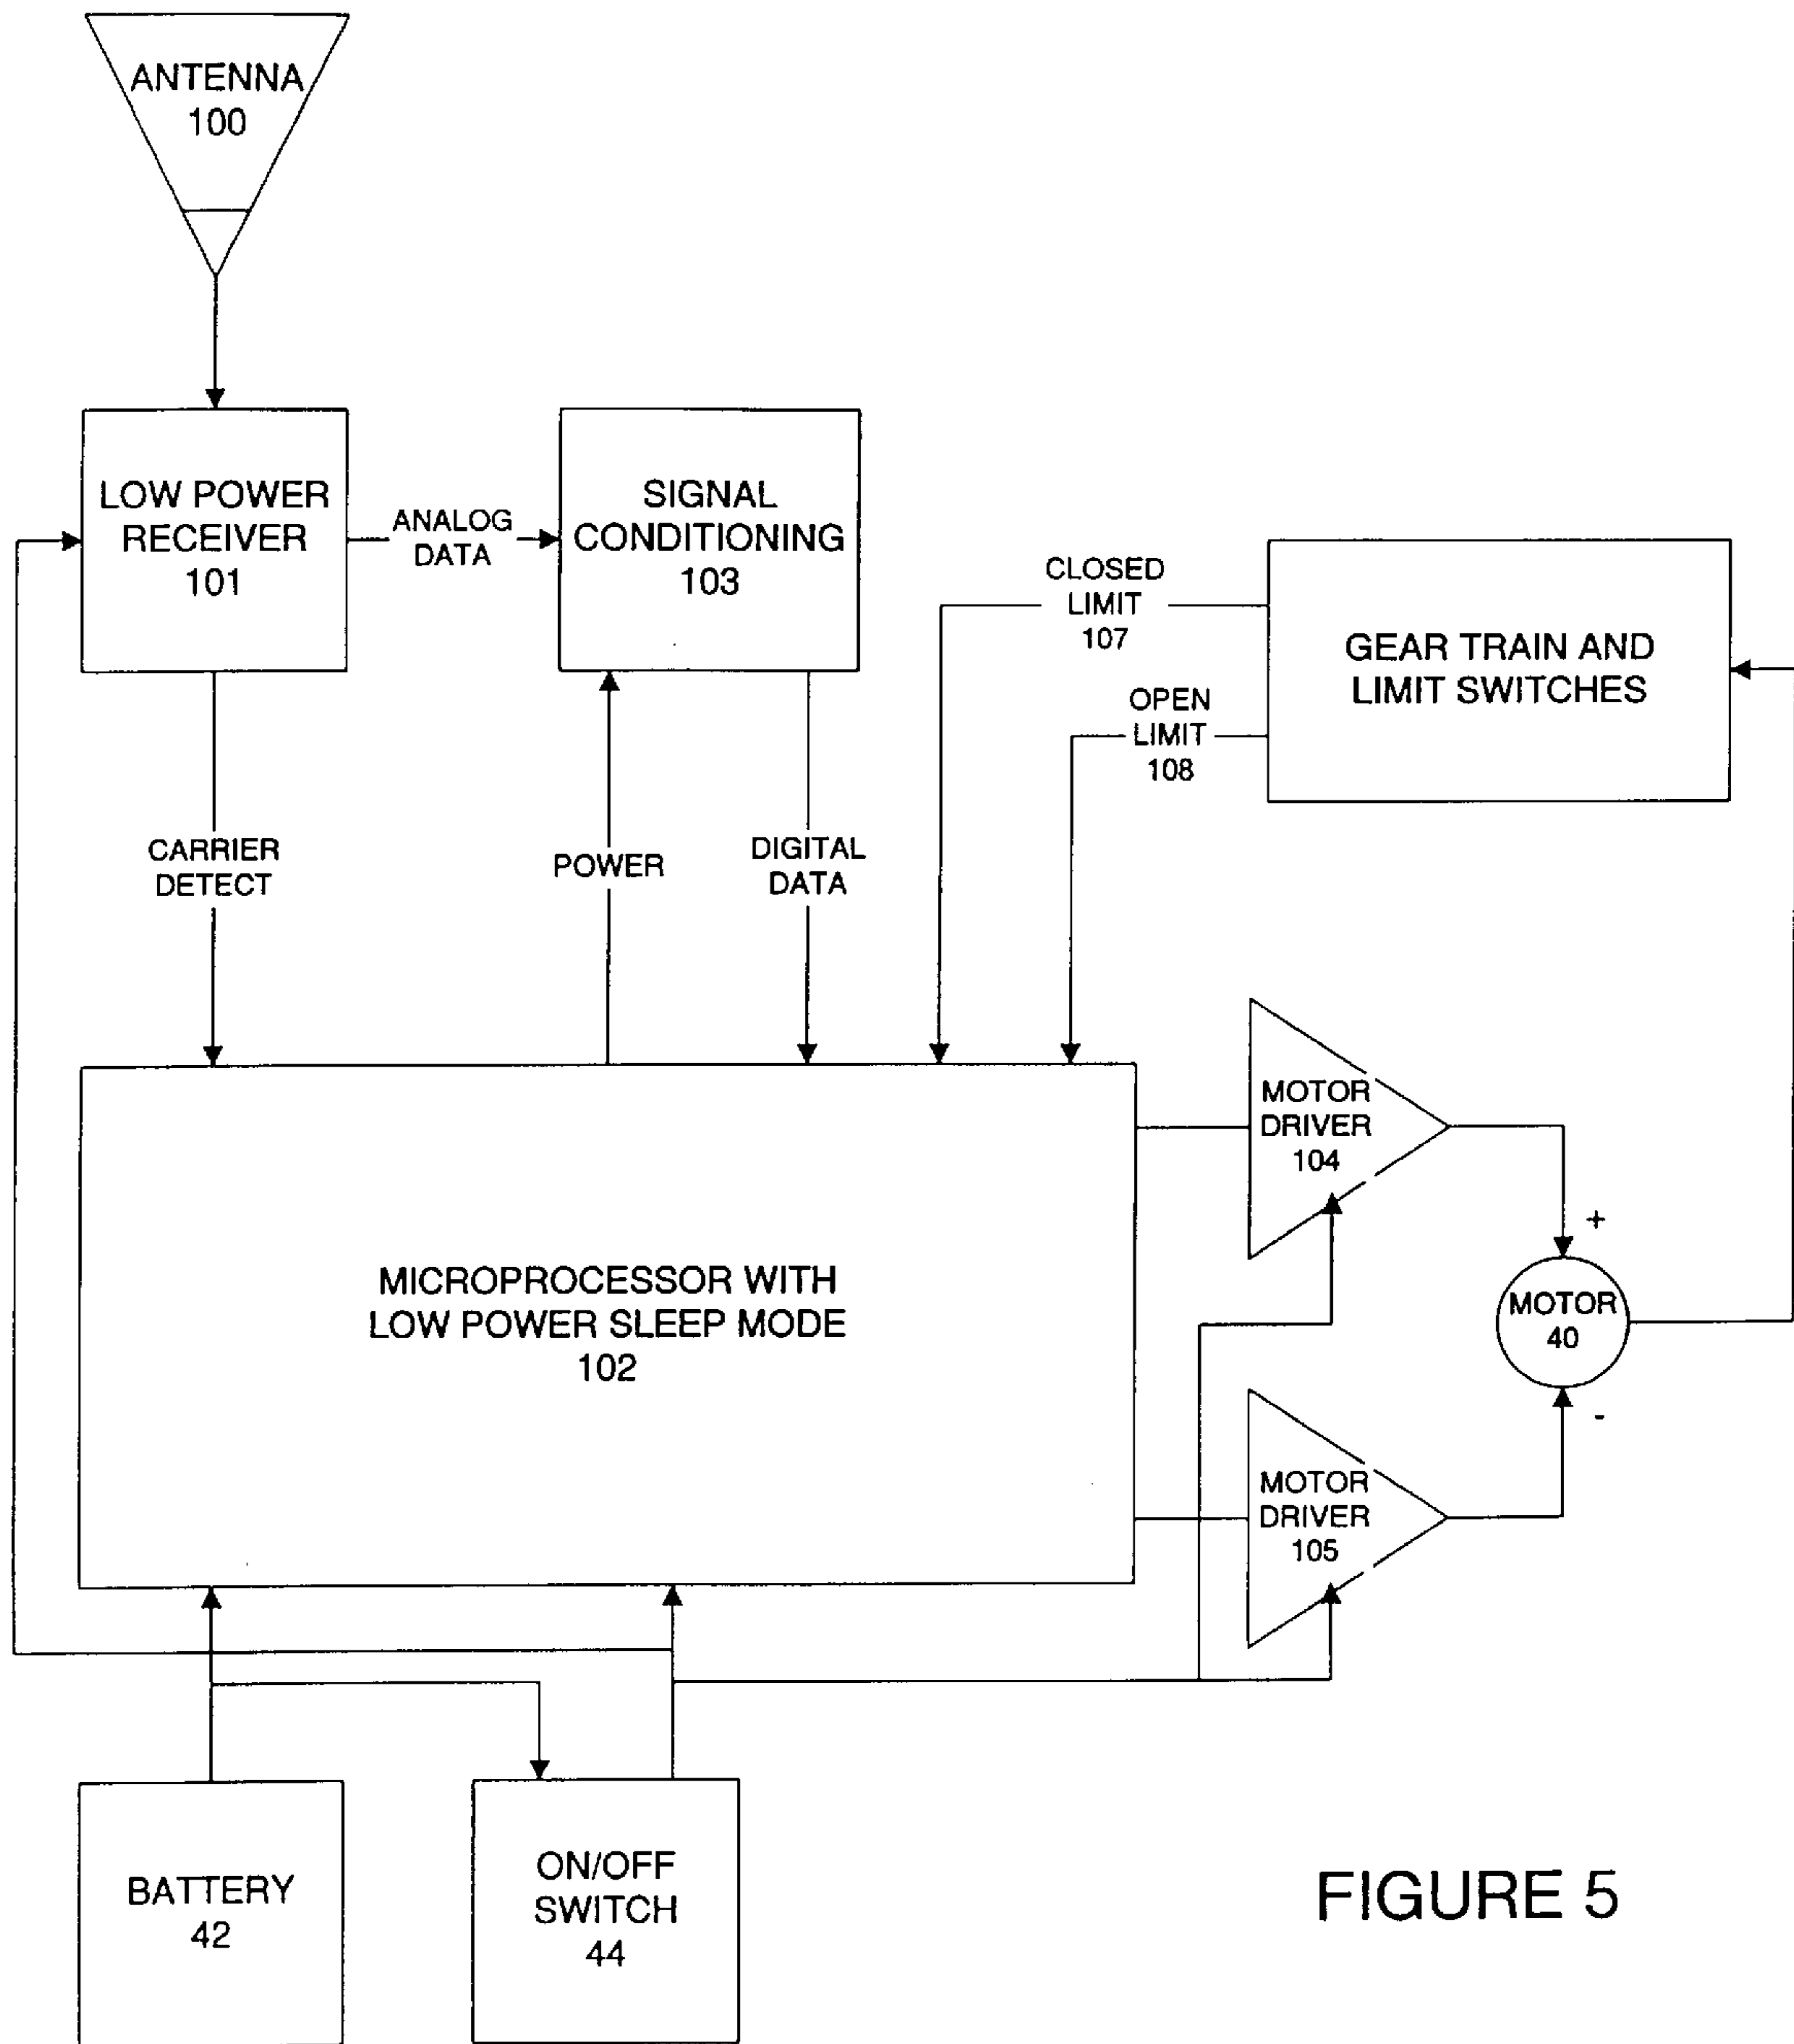 ANTENNA
100
LOW POWER
RECEIVER
101
ANALOG
DATA
SIGNAL
CONDITIONING
103
CLOSED
LIMIT
107
OPEN
LIMIT
108
GEAR TRAIN AND
LIMIT SWITCHES
CARRIER
DETECT
POWER
DIGITAL
DATA
MOTOR
DRIVER
104
+
MICROPROCESSOR WITH
LOW POWER SLEEP MODE
102
MOTOR
40
-
MOTOR
DRIVER
105
BATTERY
42
ON/OFF
SWITCH
44
FIGURE 5